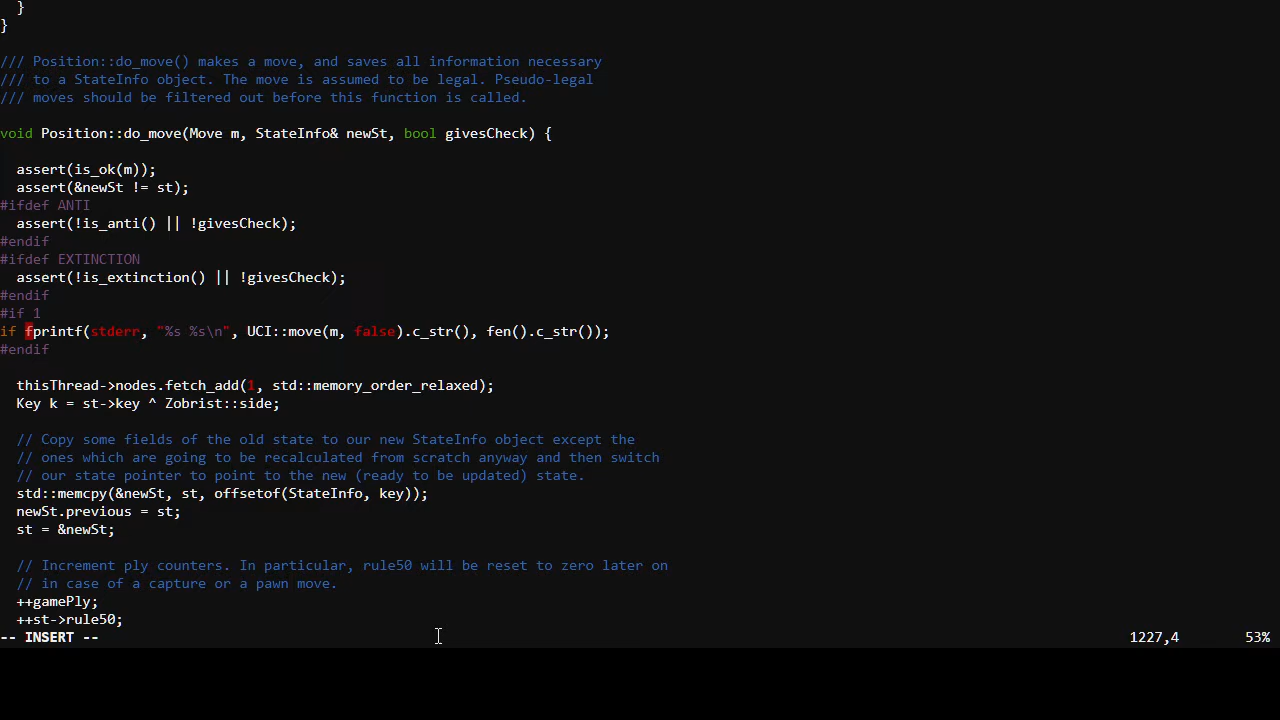 }
}
/// Position::do_move() makes a move, and saves all information necessary
/// to a StateInfo object. The move is assumed to be legal. Pseudo-legal
/// moves should be filtered out before this function is called.
void Position::do_move(Move m, StateInfo& newSt, bool givesCheck) {
  assert(is_ok(m));
  assert(&newSt != st);
#ifdef ANTI
  assert(!is_anti() || !givesCheck);
#endif
#ifdef EXTINCTION
  assert(!is_extinction() || !givesCheck);
#endif
#if 1
if fprintf(stderr, "%s %s\n", UCI::move(m, false).c_str(), fen().c_str());
#endif
  thisThread->nodes.fetch_add(1, std::memory_order_relaxed);
  Key k = st->key ^ Zobrist::side;
  // Copy some fields of the old state to our new StateInfo object except the
  // ones which are going to be recalculated from scratch anyway and then switch
  // our state pointer to point to the new (ready to be updated) state.
  std::memcpy(&newSt, st, offsetof(StateInfo, key));
  newSt.previous = st;
  st = &newSt;
  // Increment ply counters. In particular, rule50 will be reset to zero later on
  // in case of a capture or a pawn move.
  ++gamePly;
  ++st->rule50;
-- INSERT -- 1227,4 53%